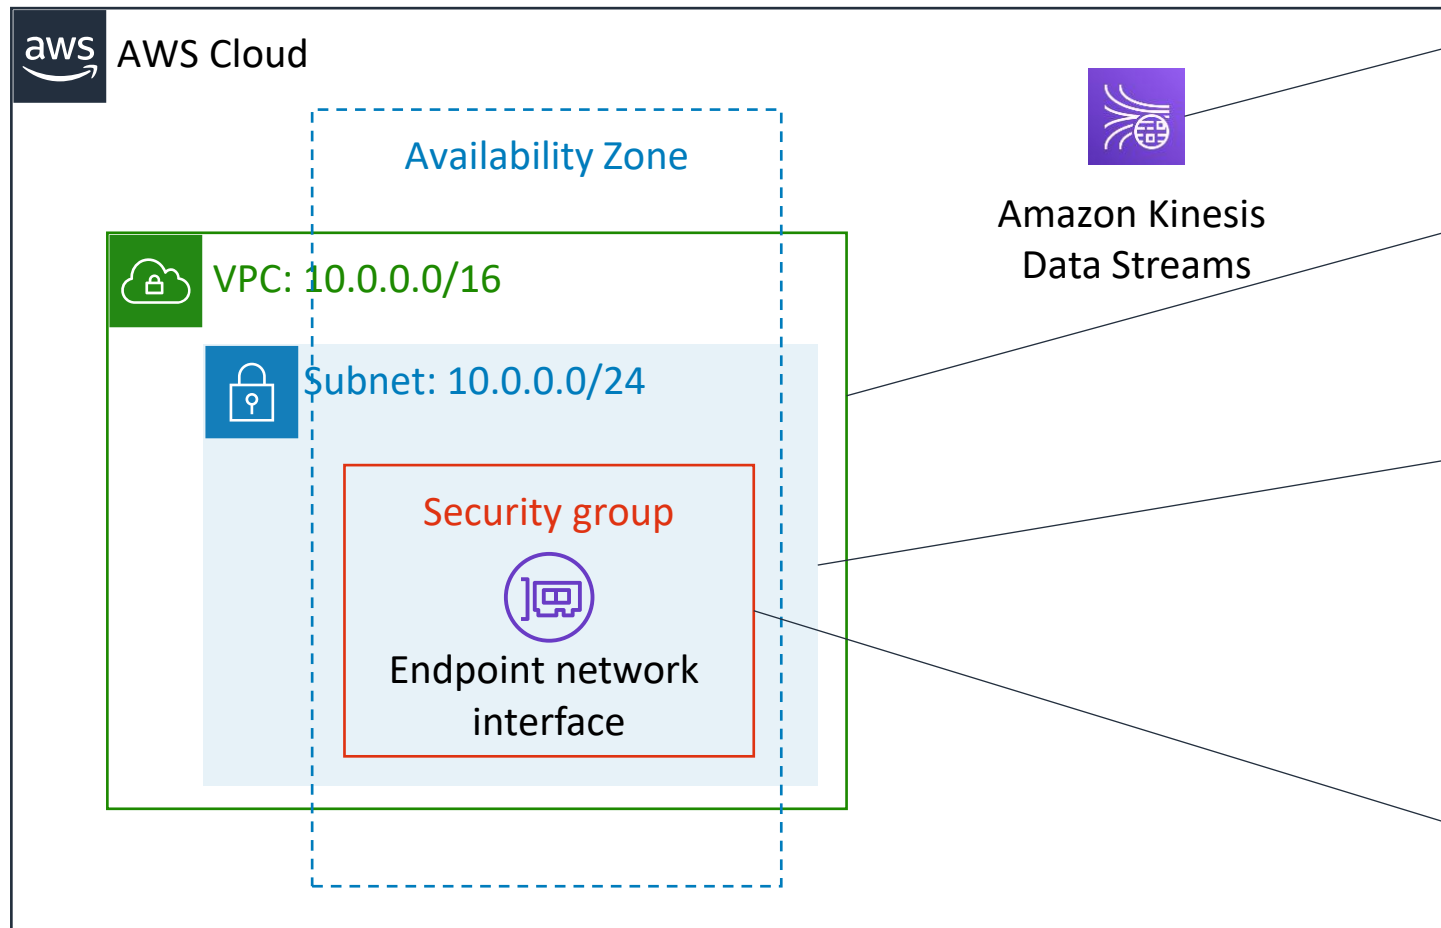 aws
AWS Cloud
Availability Zone
Amazon Kinesis
Data Streams
VPC: 10.0.0.0/16
Subnet: 10.0.0.0/24
Security group
Endpoint network
interface